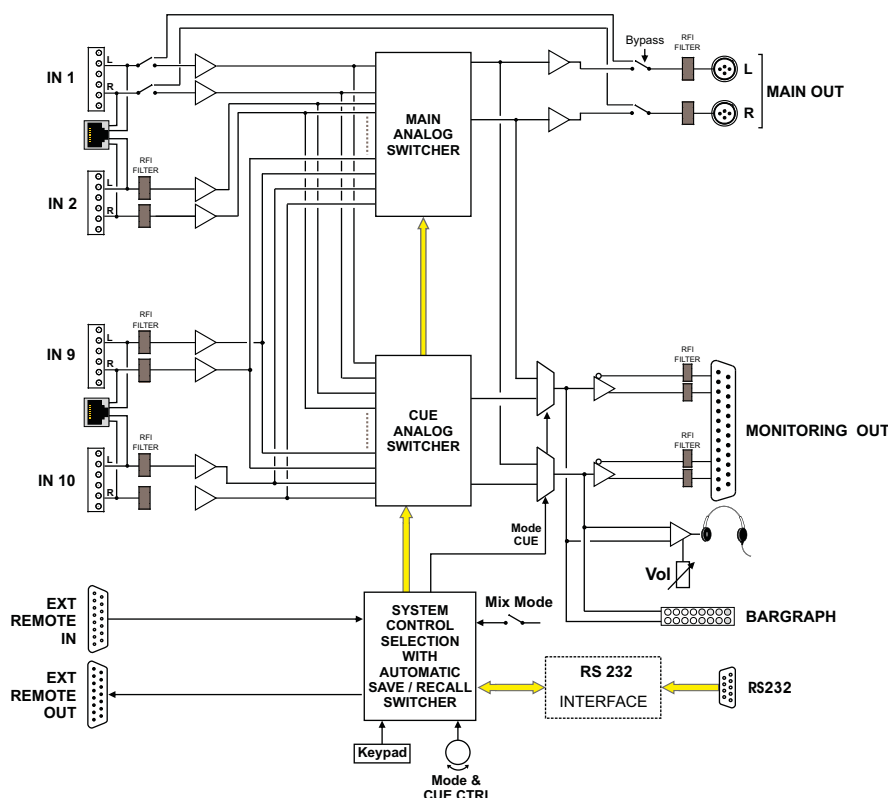 Bypass
RFI
FILTER
L
IN 1
R
L
MAIN OUT
R
MAIN
ANALOG
SWITCHER
RFI
FILTER
L
IN 2
R
RFI
FILTER
L
IN 9
R
RFI
FILTER
CUE
ANALOG
SWITCHER
MONITORING OUT
RFI
FILTER
L
IN 10
R
RFI
FILTER
Mode
CUE
Vol
EXT
REMOTE
IN
SYSTEM
CONTROL
SELECTION
WITH
AUTOMATIC
SAVE / RECALL
SWITCHER
Mix Mode
BARGRAPH
EXT
REMOTE
OUT
RS 232
INTERFACE
RS232
Keypad
Mode &
CUE CTRL